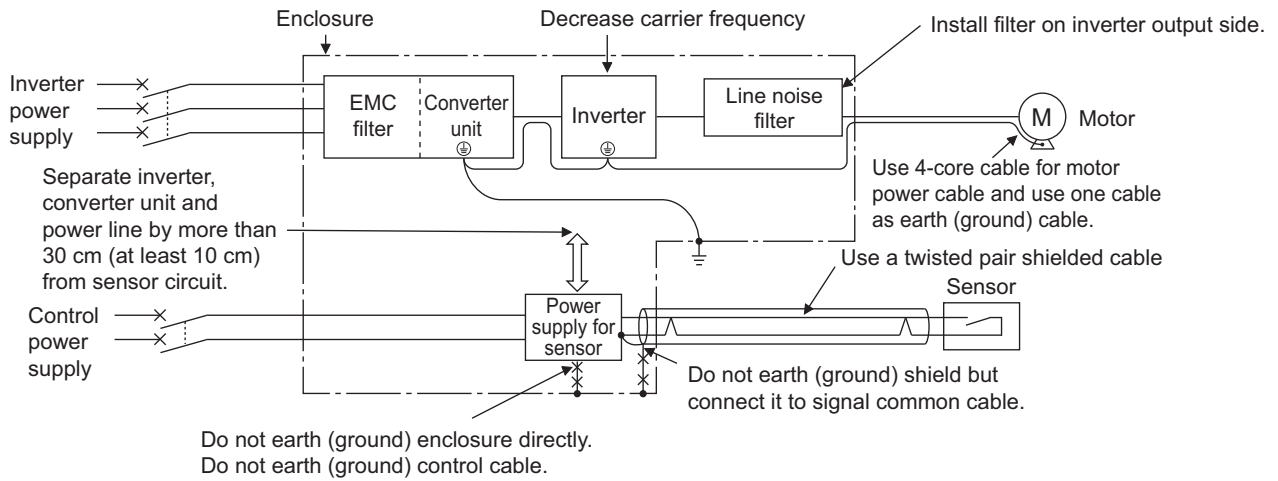 Enclosure
Decrease carrier frequency
Install filter on inverter output side.
Inverter
power
supply
EMC
filter
Converter
unit
Inverter
Line noise
filter
M
Motor
Use 4-core cable for motor
power cable and use one cable
as earth (ground) cable.
Separate inverter,
converter unit and
power line by more than
30 cm (at least 10 cm)
from sensor circuit.
Use a twisted pair shielded cable
Sensor
Control
power
supply
Power
supply for
sensor
Do not earth (ground) shield but
connect it to signal common cable.
Do not earth (ground) enclosure directly.
Do not earth (ground) control cable.